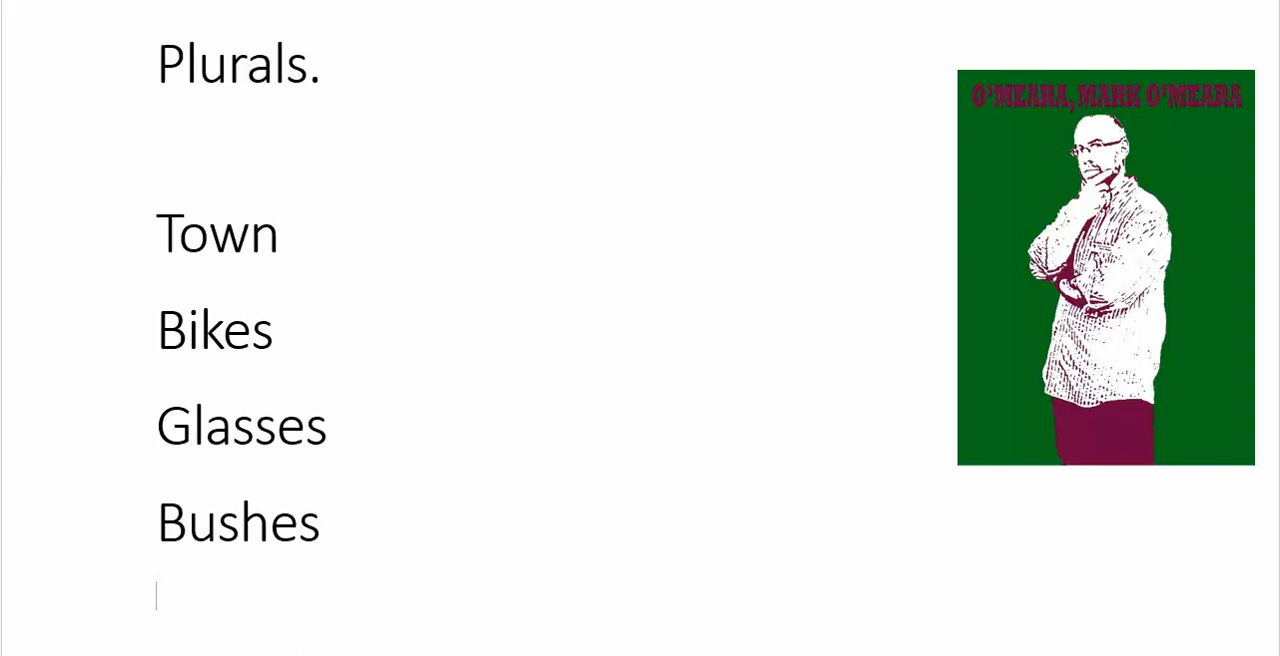 Plurals.
O'MEARA, MARK O'MEARA
Town
Bikes
Glasses
Bushes